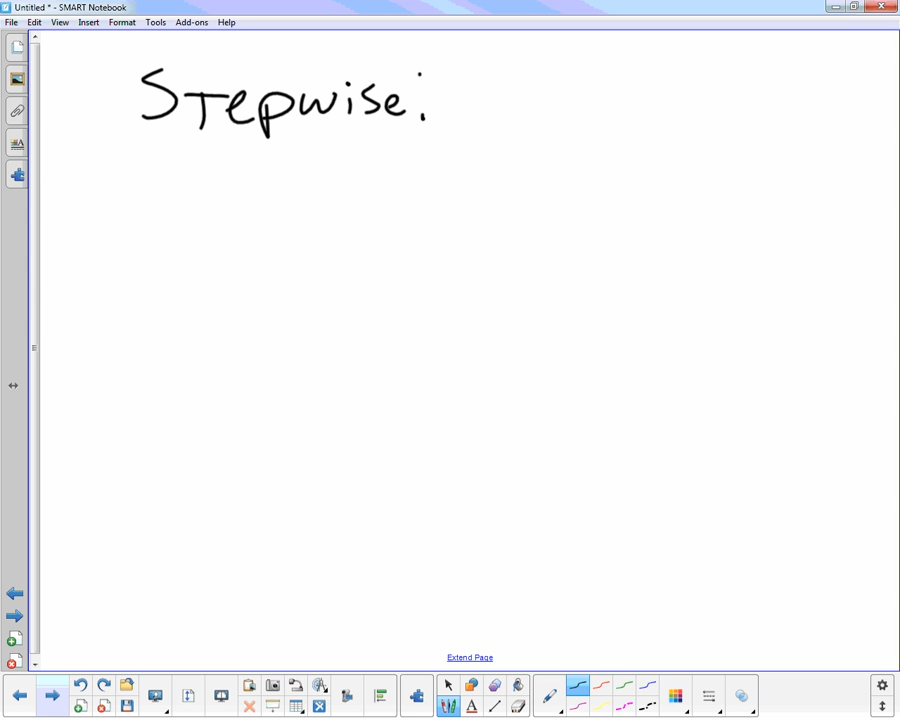 Untitled * - SMART Notebook
File Edit View Insert Format Tools Add-ons Help
Stepwise:
Extend Page